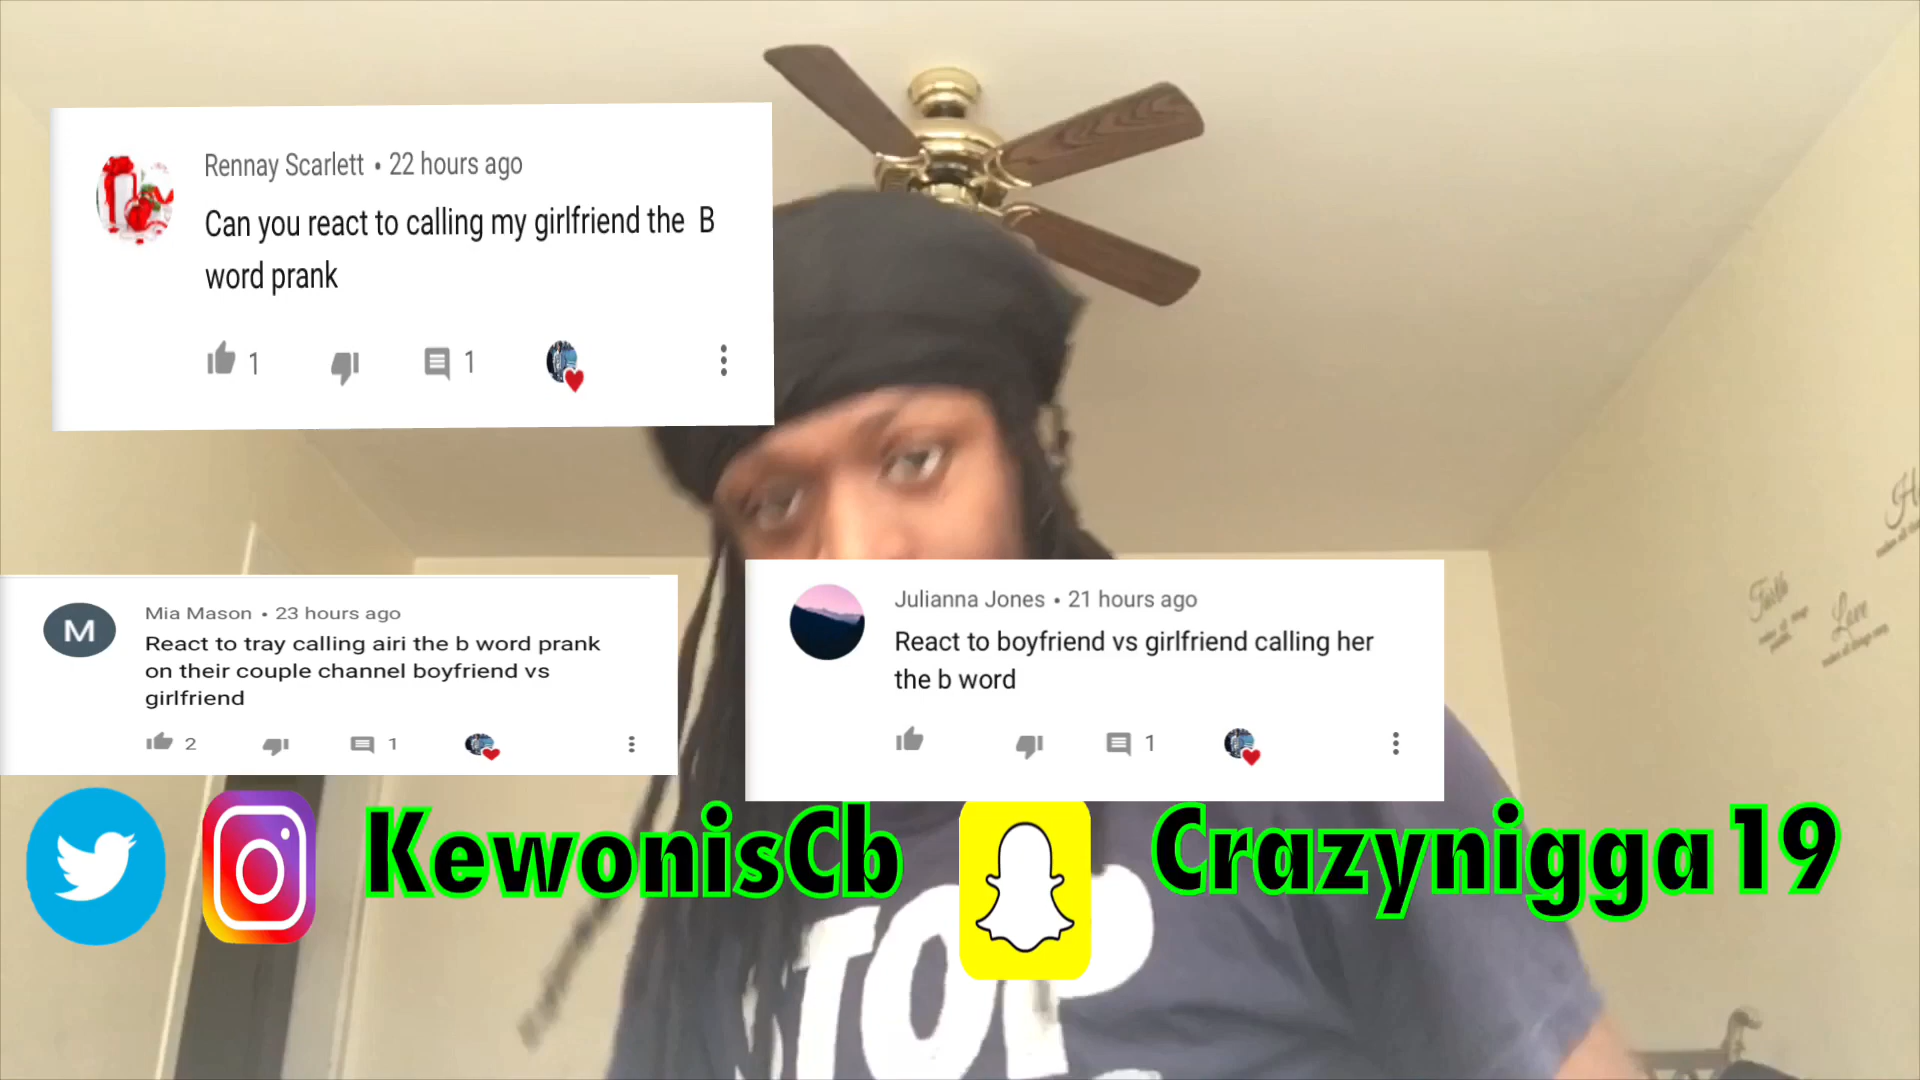 Rennay Scarlett • 22 hours ago
Can you react to calling my girlfriend the B
word prank
1
1
M
Mia Mason • 23 hours ago
React to tray calling airi the b word prank
on their couple channel boyfriend vs
girlfriend
2
1
Julianna Jones • 21 hours ago
React to boyfriend vs girlfriend calling her
the b word
1
KewonisCb
Crazynigga19
Faith
Love